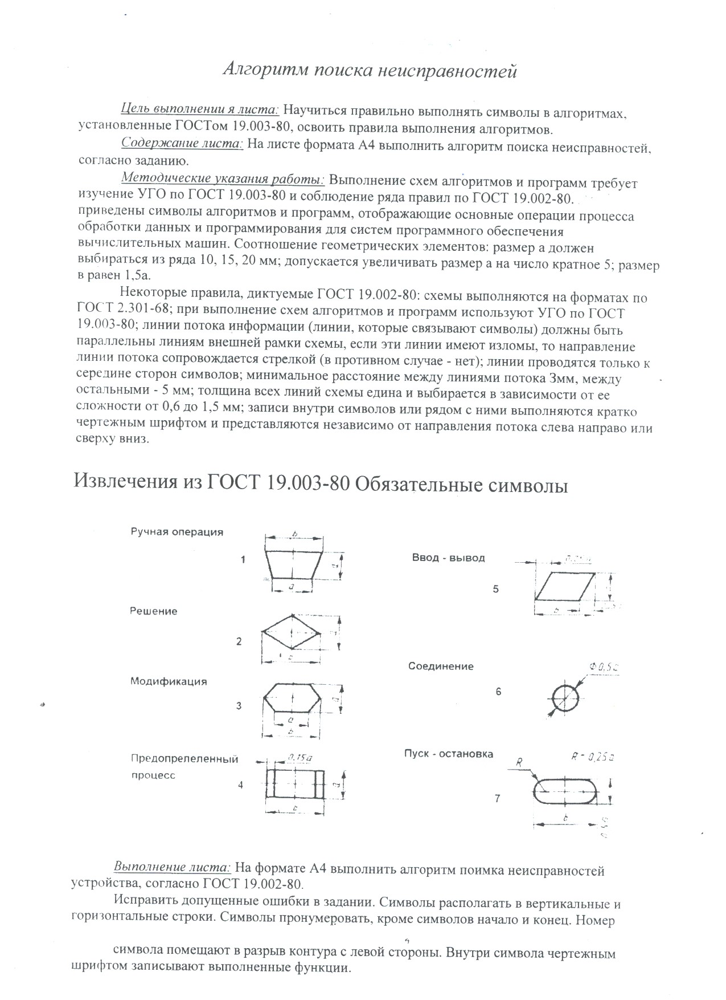 Алгоритм поиска неисправностей
Цель выполнении я листа: Научиться правильно выполнять символы в алгоритмах,
установленные ГОСТом 19.003-80, освоить правила выполнения алгоритмов.
Содержание листа: На листе формата А4 выполнить алгоритм поиска неисправностей,
согласно заданию.
Методические указания работы: Выполнение схем алгоритмов и программ требует
изучение УГО по ГОСТ 19.003-80 и соблюдение ряда правил по ГОСТ 19.002-80.
приведены символы алгоритмов и программ, отображающие основные операции процесса
обработки данных и программирования для систем программного обеспечения
вычислительных машин. Соотношение геометрических элементов: размер а должен
выбираться из ряда 10, 15, 20 мм; допускается увеличивать размер а на число кратное 5; размер
в равен 1,5а.
Некоторые правила, диктуемые ГОСТ 19.002-80: схемы выполняются на форматах по
ГОСТ 2.301-68; при выполнение схем алгоритмов и программ используют УГО по ГОСТ
19.003-80; линии потока информации (линии, которые связывают символы) должны быть
параллельны линиям внешней рамки схемы, если эти линии имеют изломы, то направление
линии потока сопровождается стрелкой (в противном случае - нет); линии проводятся только к
середине сторон символов; минимальное расстояние между линиями потока 3мм, между
остальными - 5 мм; толщина всех линий схемы едина и выбирается в зависимости от ее
сложности от 0,6 до 1,5 мм; записи внутри символов или рядом с ними выполняются кратко
чертежным шрифтом и представляются независимо от направления потока слева направо или
сверху вниз.
Извлечения из ГОСТ 19.003-80 Обязательные символы
Ручная операция
1
b
a
a
Решение
2
Модификация
3
a
a
b
Предопрелеленный
процесс
4
0,15a
a
Ввод - вывод
5
Соединение
6
Ф0,5a
Пуск - остановка
7
R
R - 0,25a
b
Выполнение листа: На формате А4 выполнить алгоритм поимка неисправностей
устройства, согласно ГОСТ 19.002-80.
Исправить допущенные ошибки в задании. Символы располагать в вертикальные и
горизонтальные строки. Символы пронумеровать, кроме символов начало и конец. Номер
символа помещают в разрыв контура с левой стороны. Внутри символа чертежным
шрифтом записывают выполненные функции.